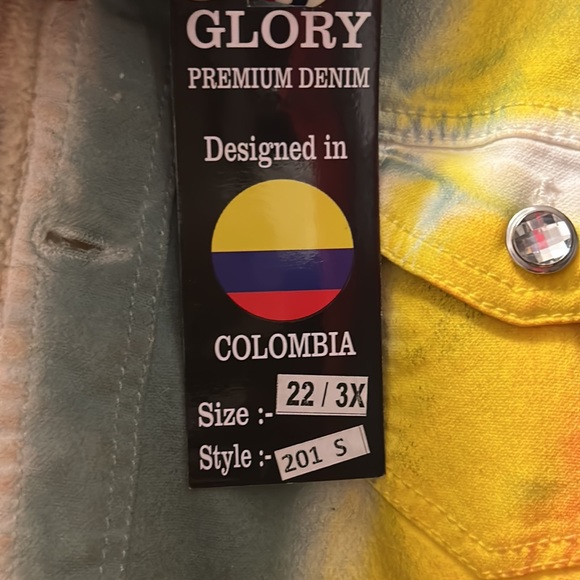 GLORY
PREMIUM DENIM
Designed in
COLOMBIA
Size :- 22 / 3X
Style :- 201 S